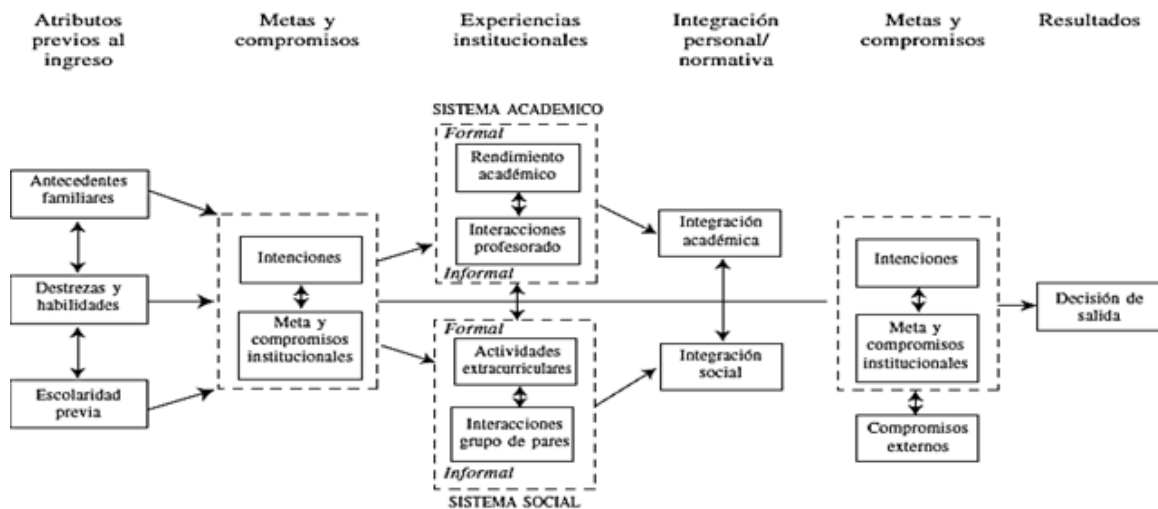 Atributos
previos al
ingreso
Metas y
compromisos
Experiencias
institucionales
Integración
personal/
normativa
Metas y
compromisos
Resultados
SISTEMA ACADEMICO
Formal
Rendimiento
académico
Interacciones
profesorado
Informal
Antecedentes
familiares
Destrezas y
habilidades
Escolaridad
previa
Intenciones
Meta y
compromisos
institucionales
Formal
Actividades
extracurriculares
Interacciones
grupo de pares
Informal
SISTEMA SOCIAL
Integración
académica
Integración
social
Intenciones
Meta y
compromisos
institucionales
Compromisos
externos
Decisión de
salida